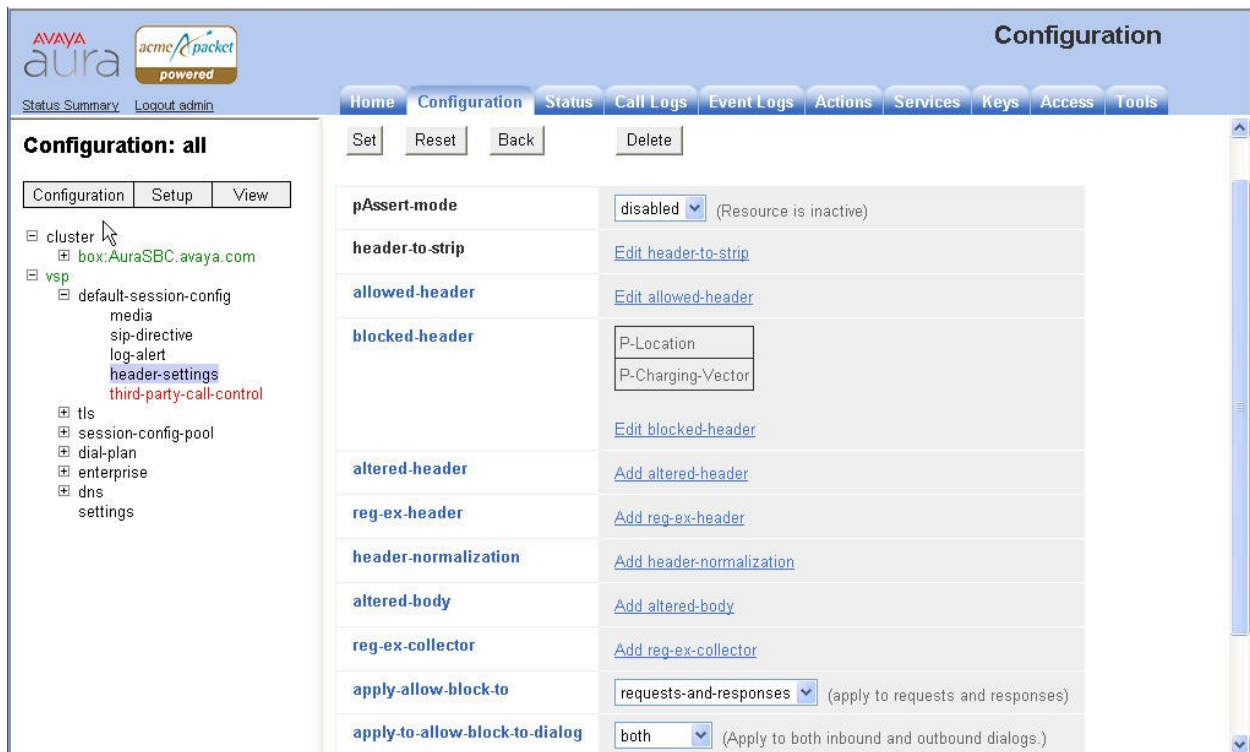 AVAYA
aura
acme packet
powered
Configuration
Status Summary Logout admin
Home Configuration Status Call Logs Event Logs Actions Services Keys Access Tools
Configuration: all
Configuration Setup View
cluster
box:AuraSBC.avaya.com
vsp
default-session-config
media
sip-directive
log-alert
header-settings
third-party-call-control
tls
session-config-pool
dial-plan
enterprise
dns
settings
Set Reset Back Delete
pAssert-mode disabled (Resource is inactive)
header-to-strip Edit header-to-strip
allowed-header Edit allowed-header
blocked-header P-Location
P-Charging-Vector
Edit blocked-header
altered-header Add altered-header
reg-ex-header Add reg-ex-header
header-normalization Add header-normalization
altered-body Add altered-body
reg-ex-collector Add reg-ex-collector
apply-allow-block-to requests-and-responses (apply to requests and responses)
apply-to-allow-block-to-dialog both (Apply to both inbound and outbound dialogs.)